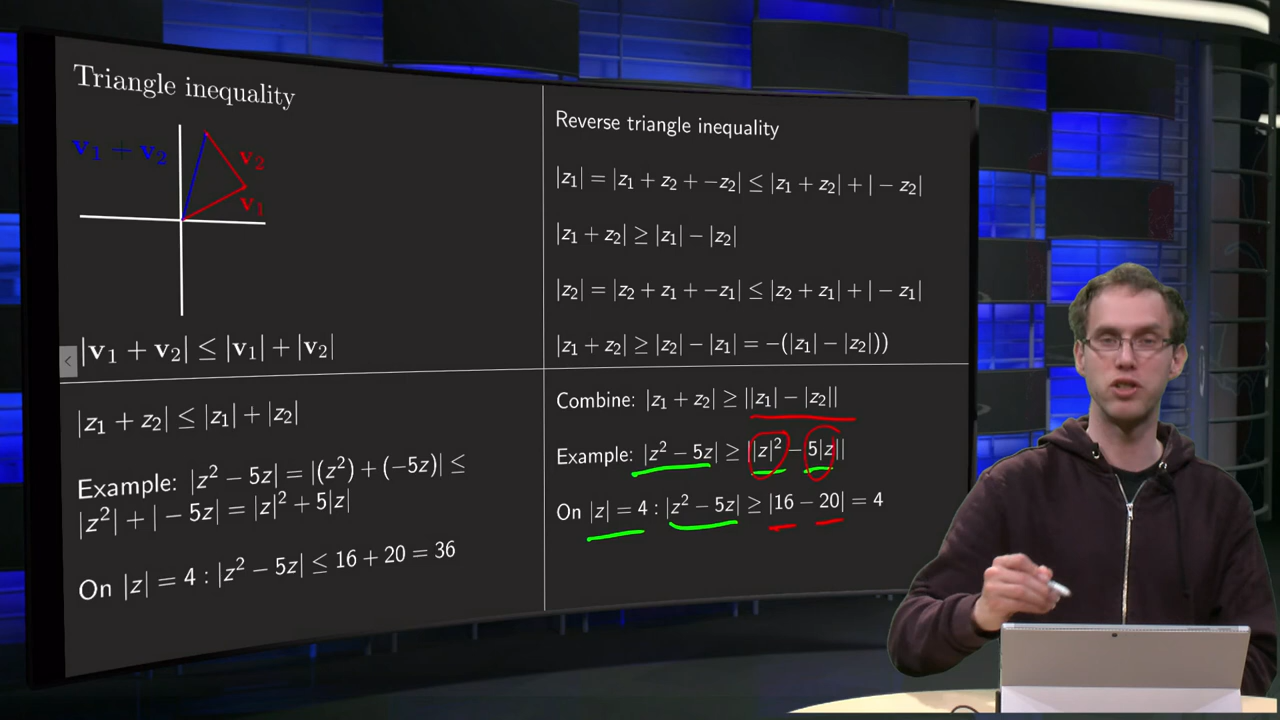 Triangle inequality
v₁ + v₂
v₂
v₁
|v₁ + v₂| ≤ |v₁| + |v₂|
|z₁ + z₂| ≤ |z₁| + |z₂|
Example: |z² − 5z| = |(z²) + (−5z)| ≤
|z²| + | − 5z| = |z|² + 5|z|
On |z| = 4 : |z² − 5z| ≤ 16 + 20 = 36
Reverse triangle inequality
|z₁| = |z₁ + z₂ + −z₂| ≤ |z₁ + z₂| + | − z₂|
|z₁ + z₂| ≥ |z₁| − |z₂|
|z₂| = |z₂ + z₁ + −z₁| ≤ |z₂ + z₁| + | − z₁|
|z₁ + z₂| ≥ |z₂| − |z₁| = −(|z₁| − |z₂|))
Combine: |z₁ + z₂| ≥ ||z₁| − |z₂||
Example: |z² − 5z| ≥ ||z|² − 5|z||
On |z| = 4 : |z² − 5z| ≥ |16 − 20| = 4